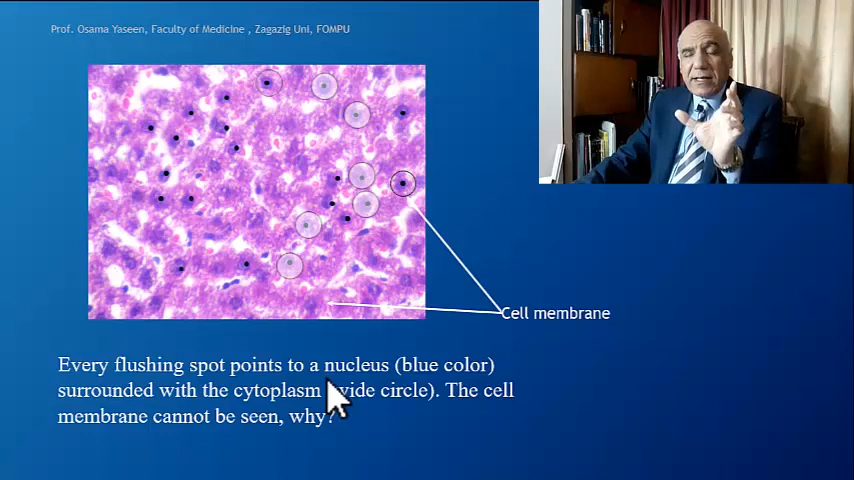 Prof. Osama Yaseen, Faculty of Medicine , Zagazig Uni, FOMPU
Cell membrane
Every flushing spot points to a nucleus (blue color)
surrounded with the cytoplasm circle). The cell
membrane cannot be seen, why?